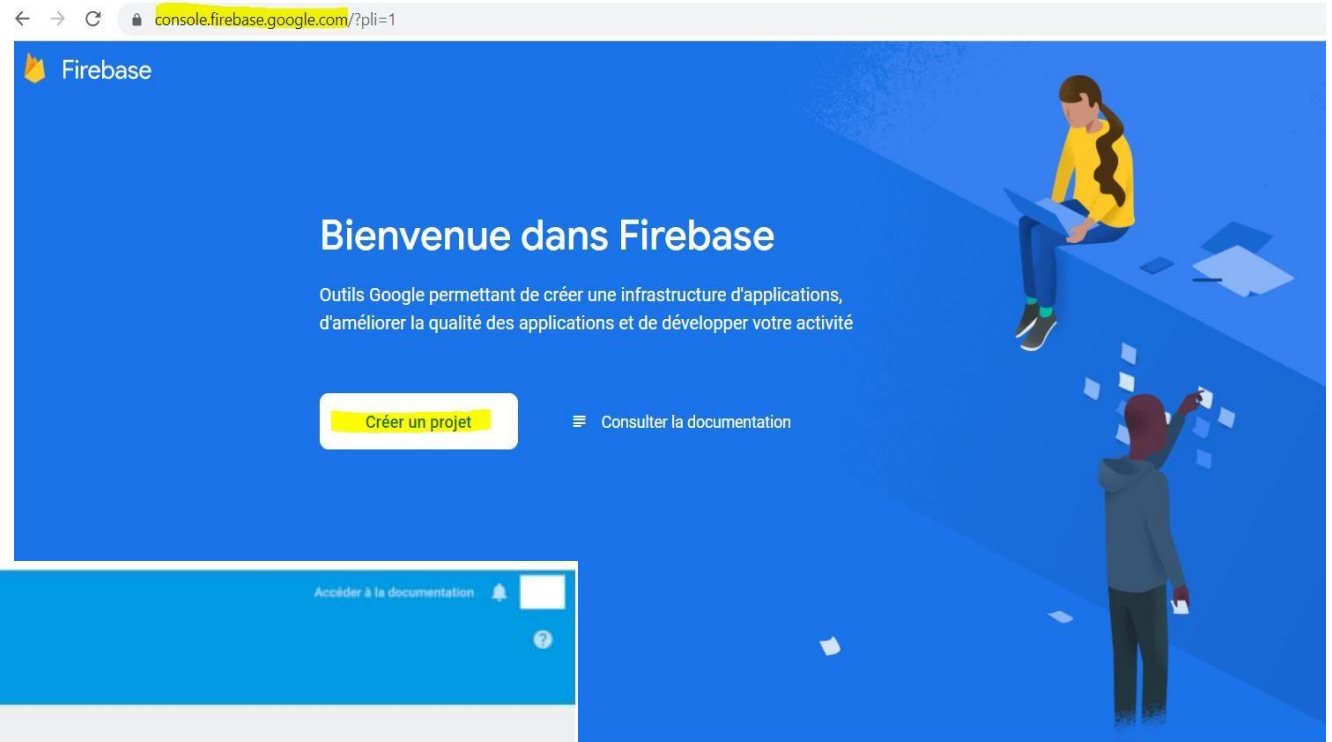 console.firebase.google.com/?pli=1
Firebase
Bienvenue dans Firebase
Outils Google permettant de créer une infrastructure d'applications,
d'améliorer la qualité des applications et de développer votre activité
Créer un projet
Consulter la documentation
Accéder à la documentation
?